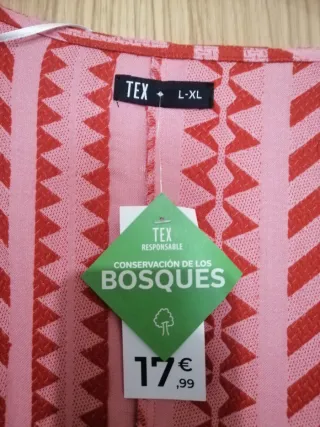 TEX L-XL
TEX
RESPONSABLE
CONSERVACIÓN DE LOS
BOSQUES
17€
,99